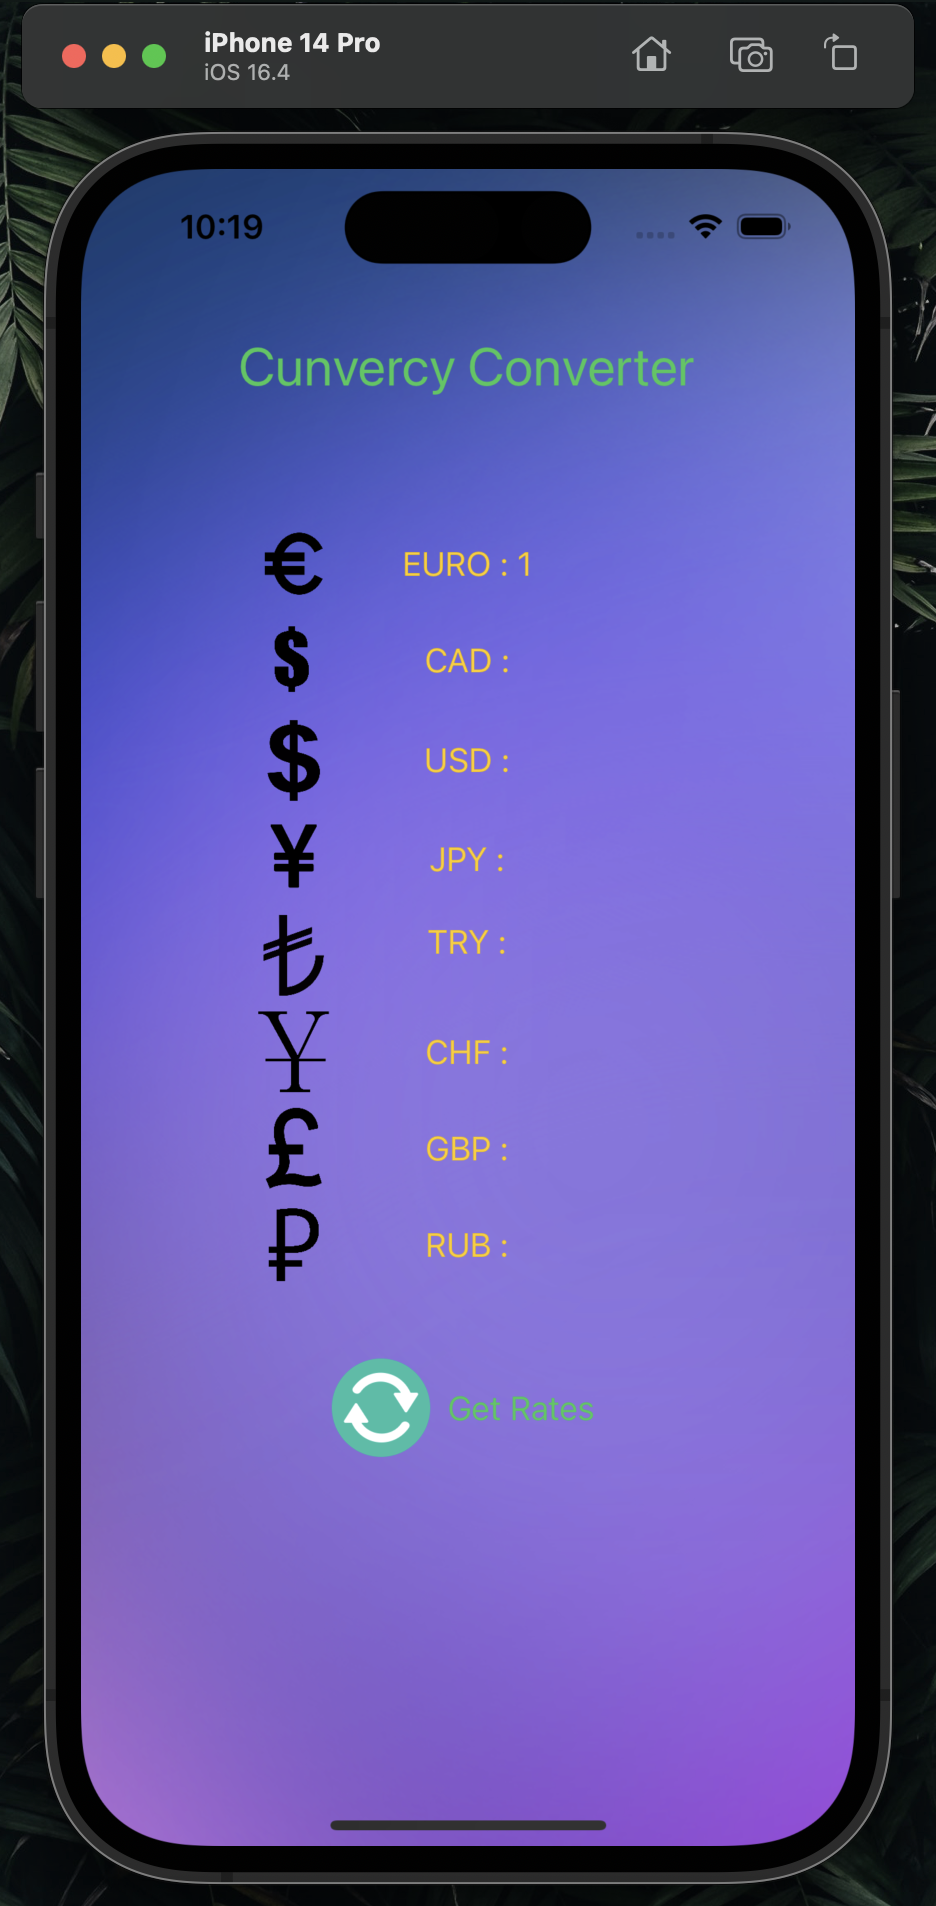 iPhone 14 Pro
iOS 16.4
10:19
Cunvercy Converter
€ EURO : 1
$ CAD :
$ USD :
¥ JPY :
₺ TRY :
¥ CHF :
£ GBP :
₽ RUB :
Get Rates